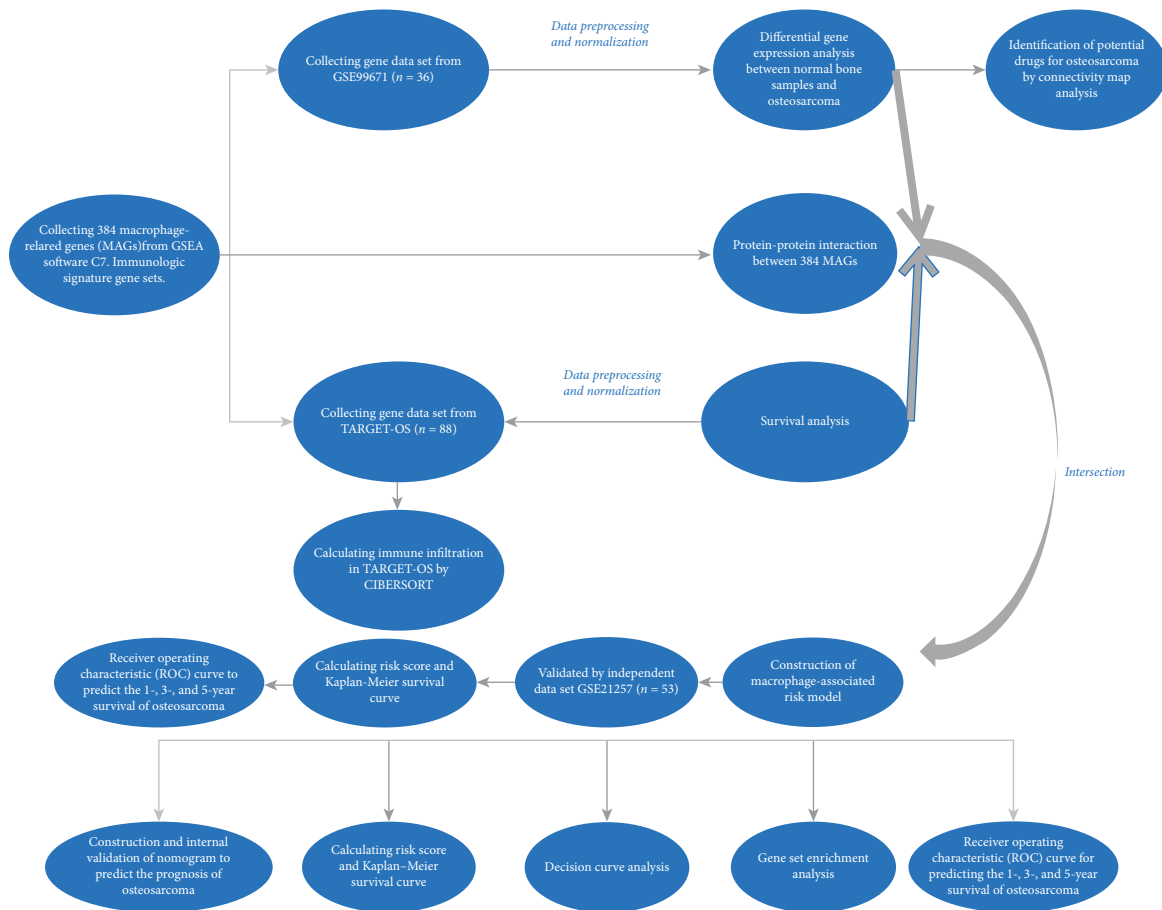 Data preprocessing
and normalization
Collecting gene data set from
GSE99671 (n = 36)
Differential gene
expression analysis
between normal bone
samples and
osteosarcoma
Identification of potential
drugs for osteosarcoma
by connectivity map
analysis
Collecting 384 macrophage-
relared genes (MAGs)from GSEA
software C7. Immunologic
signature gene sets.
Protein-protein interaction
between 384 MAGs
Data preprocessing
and normalization
Collecting gene data set from
TARGET-OS (n = 88)
Survival analysis
Intersection
Calculating immune infiltration
in TARGET-OS by
CIBERSORT
Receiver operating
characteristic (ROC) curve to
predict the 1-, 3-, and 5-year
survival of osteosarcoma
Calculating risk score and
Kaplan-Meier survival
curve
Validated by independent
data set GSE21257 (n = 53)
Construction of
macrophage-associated
risk model
Construction and internal
validation of nomogram to
predict the prognosis of
osteosarcoma
Calculating risk score
and Kaplan–Meier
survival curve
Decision curve analysis
Gene set enrichment
analysis
Receiver operating
characteristic (ROC) curve for
predicting the 1-, 3-, and 5-year
survival of osteosarcoma